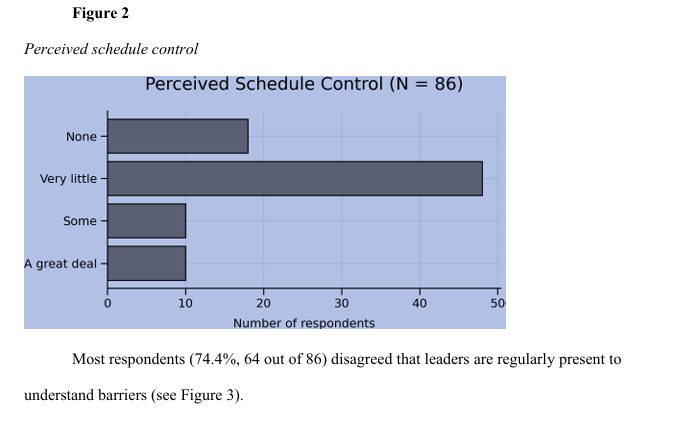 Figure 2
Perceived schedule control
Perceived Schedule Control (N = 86)
None
Very little
Some
A great deal
0 10 20 30 40 50
Number of respondents
Most respondents (74.4%, 64 out of 86) disagreed that leaders are regularly present to
understand barriers (see Figure 3).